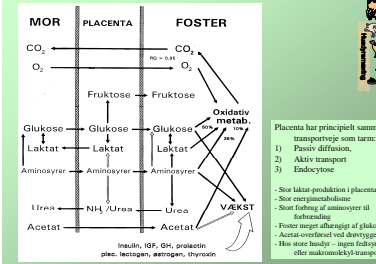 MOR PLACENTA FOSTER
CO2 CO2
RQ = 0.95
O2 O2
Fruktose Fruktose
Oxidativ
metab.
Glukose Glukose Glukose
60% 10%
Laktat Laktat Laktat
Aminosyrer Aminosyrer Aminosyrer
Urea NH3/Urea Urea
VÆKST
Acetat Acetat
Insulin, IGF, GH, prolactin
plac. lactogen, østrogen, thyroxin
Placenta har principielt samm
transportveje som tarm:
1) Passiv diffusion,
2) Aktiv transport
3) Endocytose
- Stor laktat-produktion i placenta
- Stor energimetabolisme
- Stort forbrug af aminosyrer til
forbrænding
- Foster meget afhængigt af gluko
- Acetat-overførsel ved drøvtygge
- Hos store husdyr – ingen fedtsyr
eller makromolekyl-transpo